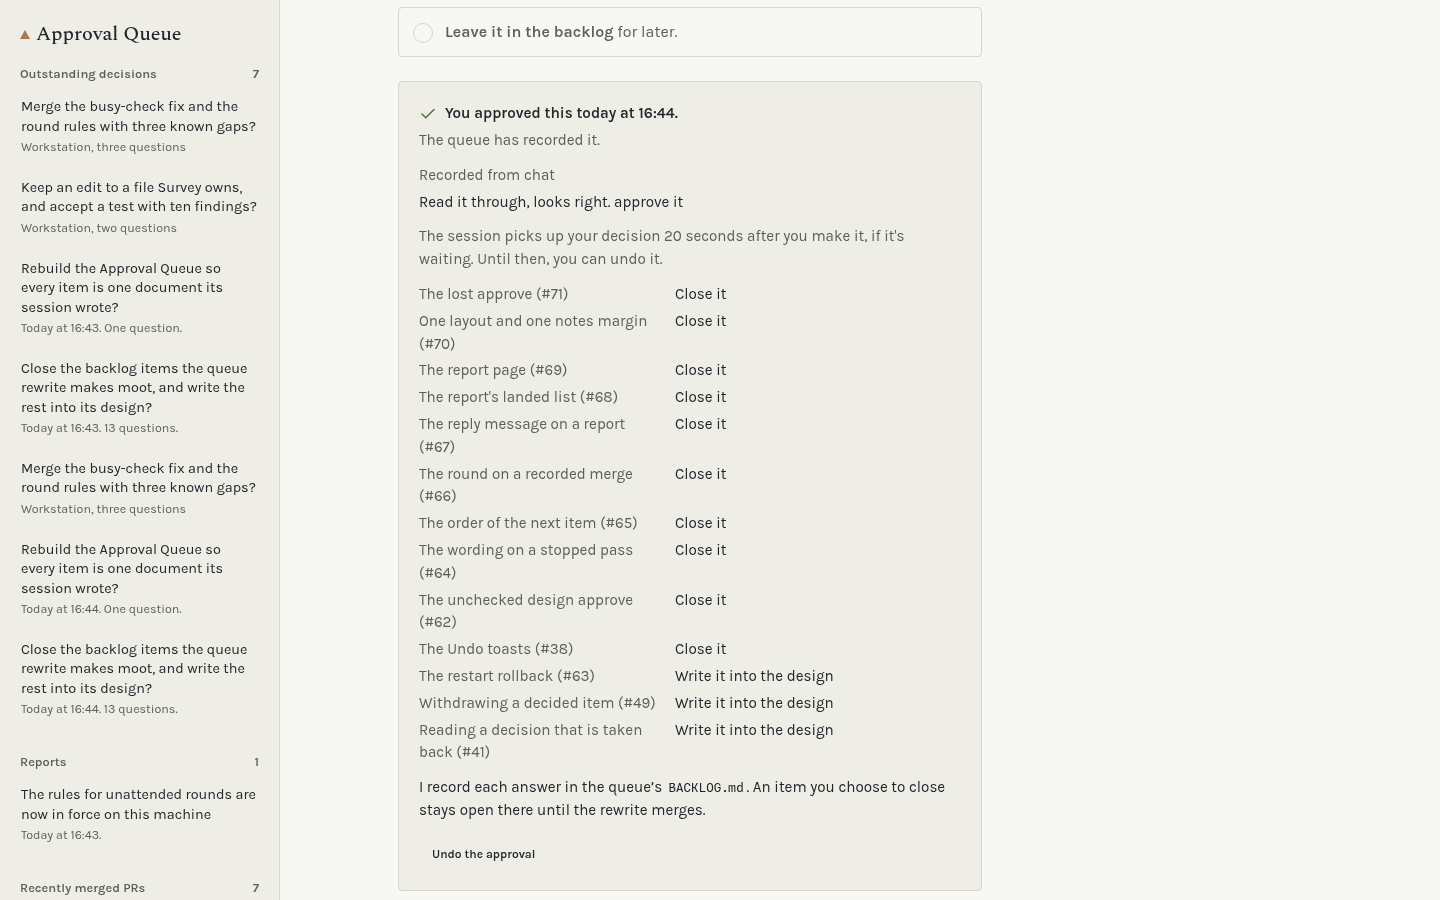 Approval Queue
Outstanding decisions 7
Merge the busy-check fix and the
round rules with three known gaps?
Workstation, three questions
Keep an edit to a file Survey owns,
and accept a test with ten findings?
Workstation, two questions
Rebuild the Approval Queue so
every item is one document its
session wrote?
Today at 16:43. One question.
Close the backlog items the queue
rewrite makes moot, and write the
rest into its design?
Today at 16:43. 13 questions.
Merge the busy-check fix and the
round rules with three known gaps?
Workstation, three questions
Rebuild the Approval Queue so
every item is one document its
session wrote?
Today at 16:44. One question.
Close the backlog items the queue
rewrite makes moot, and write the
rest into its design?
Today at 16:44. 13 questions.
Reports 1
The rules for unattended rounds are
now in force on this machine
Today at 16:43.
Recently merged PRs 7
Leave it in the backlog for later.
You approved this today at 16:44.
The queue has recorded it.
Recorded from chat
Read it through, looks right. approve it
The session picks up your decision 20 seconds after you make it, if it's
waiting. Until then, you can undo it.
The lost approve (#71) Close it
One layout and one notes margin Close it
(#70)
The report page (#69) Close it
The report's landed list (#68) Close it
The reply message on a report Close it
(#67)
The round on a recorded merge Close it
(#66)
The order of the next item (#65) Close it
The wording on a stopped pass Close it
(#64)
The unchecked design approve Close it
(#62)
The Undo toasts (#38) Close it
The restart rollback (#63) Write it into the design
Withdrawing a decided item (#49) Write it into the design
Reading a decision that is taken Write it into the design
back (#41)
I record each answer in the queue’s BACKLOG.md. An item you choose to close
stays open there until the rewrite merges.
Undo the approval